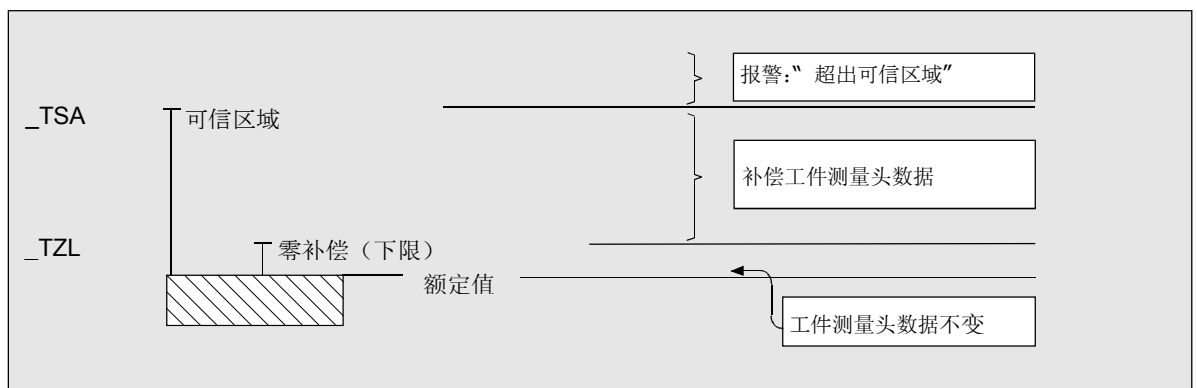 报警:“ 超出可信区域”
_TSA
可信区域
补偿工件测量头数据
_TZL
零补偿（下限）
额定值
工件测量头数据不变